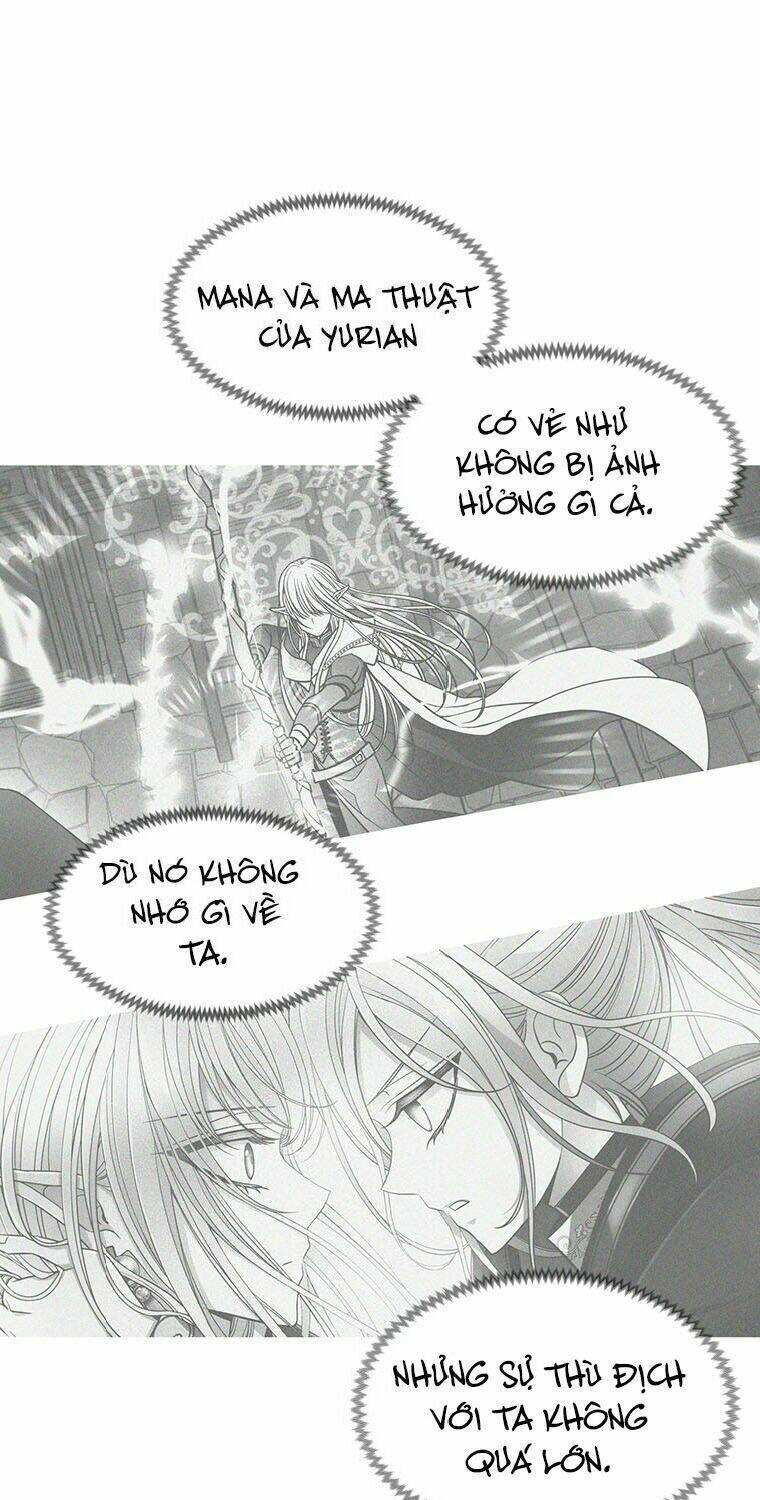 MANA VÀ MA THUẬT
CỦA YURIAN
CÓ VẺ NHƯ
KHÔNG BỊ ẢNH
HƯỞNG GÌ CẢ.
DÙ NÓ KHÔNG
NHỚ GÌ VỀ
TA.
NHƯNG SỰ THÙ ĐỊCH
VỚI TA KHÔNG
QUÁ LỚN.